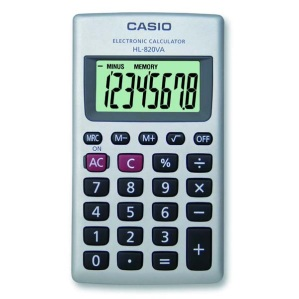 CASIO
ELECTRONIC CALCULATOR
HL-820VA
- MINUS MEMORY
12345678
MRC M- M+ √ OFF
ON
AC C % ÷
7 8 9 ×
4 5 6 -
1 2 3 +
0 • =